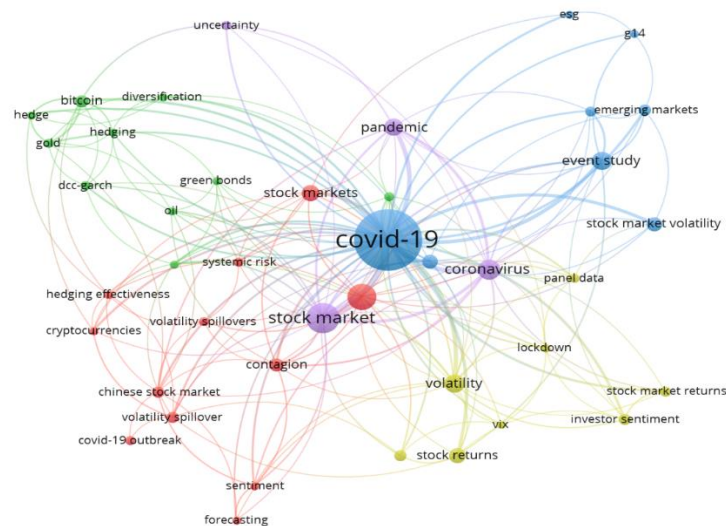 esg
uncertainty
g14
bitcoin
diversification
hedge
emerging markets
pandemic
hedging
gold
event study
dcc-garch
green bonds
stock markets
oil
stock market volatility
covid-19
systemic risk
coronavirus
panel data
hedging effectiveness
stock market
volatility spillovers
cryptocurrencies
lockdown
contagion
volatility
chinese stock market
stock market returns
volatility spillover
investor sentiment
vix
covid-19 outbreak
stock returns
sentiment
forecasting